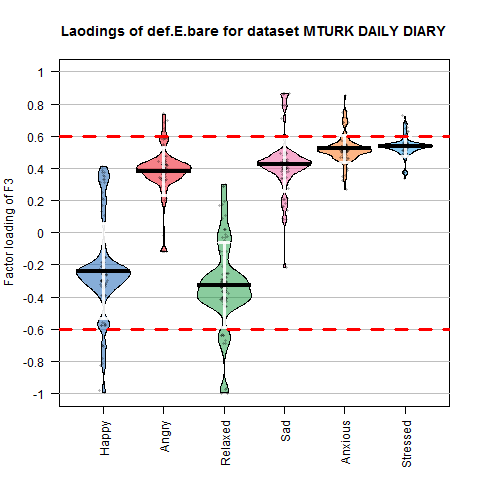 Laodings of def.E.bare for dataset MTURK DAILY DIARY
Factor loading of F3
1
0.8
0.6
0.4
0.2
0
-0.2
-0.4
-0.6
-0.8
-1
Happy
Angry
Relaxed
Sad
Anxious
Stressed